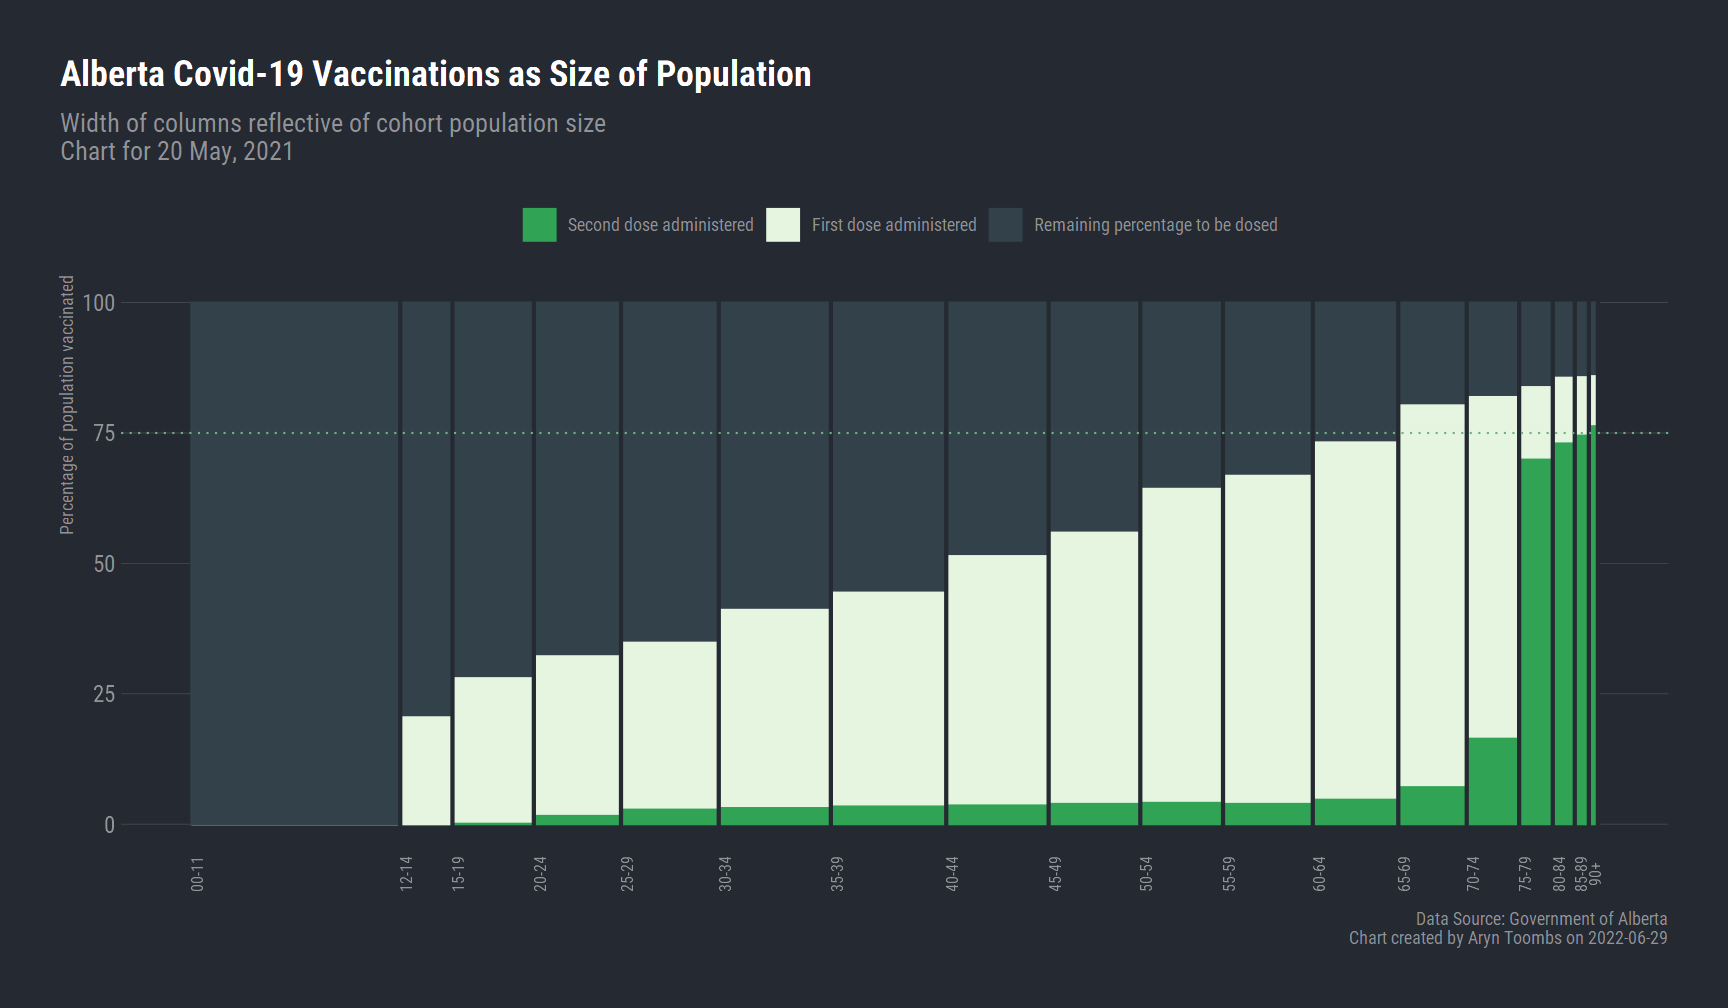 Alberta Covid-19 Vaccinations as Size of Population
Width of columns reflective of cohort population size
Chart for 20 May, 2021
Second dose administered
First dose administered
Remaining percentage to be dosed
Percentage of population vaccinated
100
75
50
25
0
00-11
12-14
15-19
20-24
25-29
30-34
35-39
40-44
45-49
50-54
55-59
60-64
65-69
70-74
75-79
80-84
85-89
90+
Data Source: Government of Alberta
Chart created by Aryn Toombs on 2022-06-29